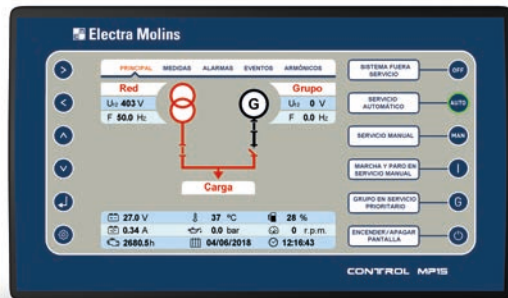 Electra Molins
PRINCIPAL MEDIDAS ALARMAS EVENTOS ARMÓNICOS
Red
U12 403 V
F 50.0 Hz
G
Grupo
U12 0 V
F 0.0 Hz
Carga
27.0 V 37 ºC 28 %
0.34 A 0.0 bar 0 r.p.m.
2680.5h 04/06/2018 12:16:43
SISTEMA FUERA
SERVICIO
OFF
SERVICIO
AUTOMÁTICO
AUTO
SERVICIO MANUAL
MAN
MARCHA Y PARO EN
SERVICIO MANUAL
I
GRUPO EN SERVICIO
PRIORITARIO
G
ENCENDER/APAGAR
PANTALLA
CONTROL MP15